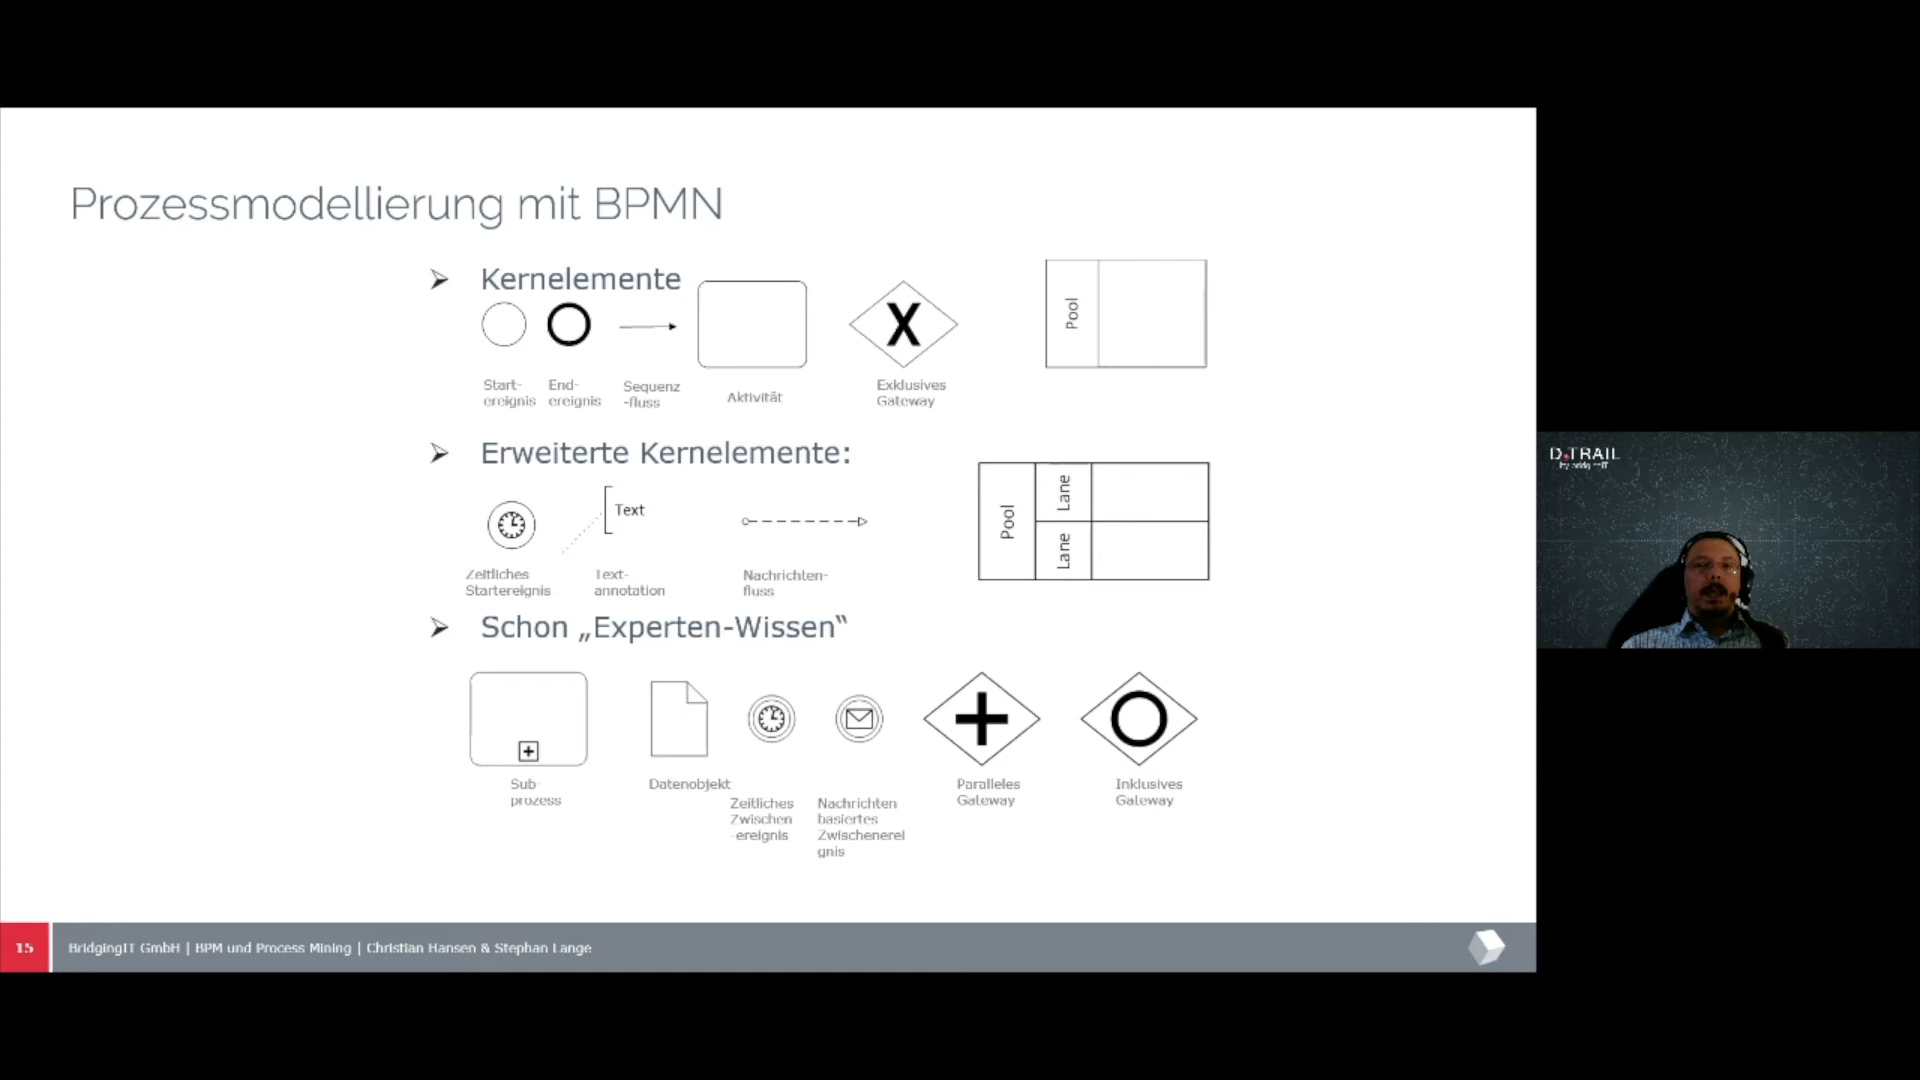 Prozessmodellierung mit BPMN
Kernelemente
Pool
X
Start-
ereignis
End-
ereignis
Sequenz
-fluss
Aktivität
Exklusives
Gateway
Erweiterte Kernelemente:
Text
Pool
Lane
Lane
Zeitliches
Startereignis
Text-
annotation
Nachrichten-
fluss
Schon „Experten-Wissen“
Sub-
prozess
Datenobjekt
Zeitliches
Zwischen
-ereignis
Nachrichten
basiertes
Zwischenerei
gnis
Paralleles
Gateway
Inklusives
Gateway
15
BridgingIT GmbH | BPM und Process Mining | Christian Hansen & Stephan Lange
D.TRAIL
by bridgingIT